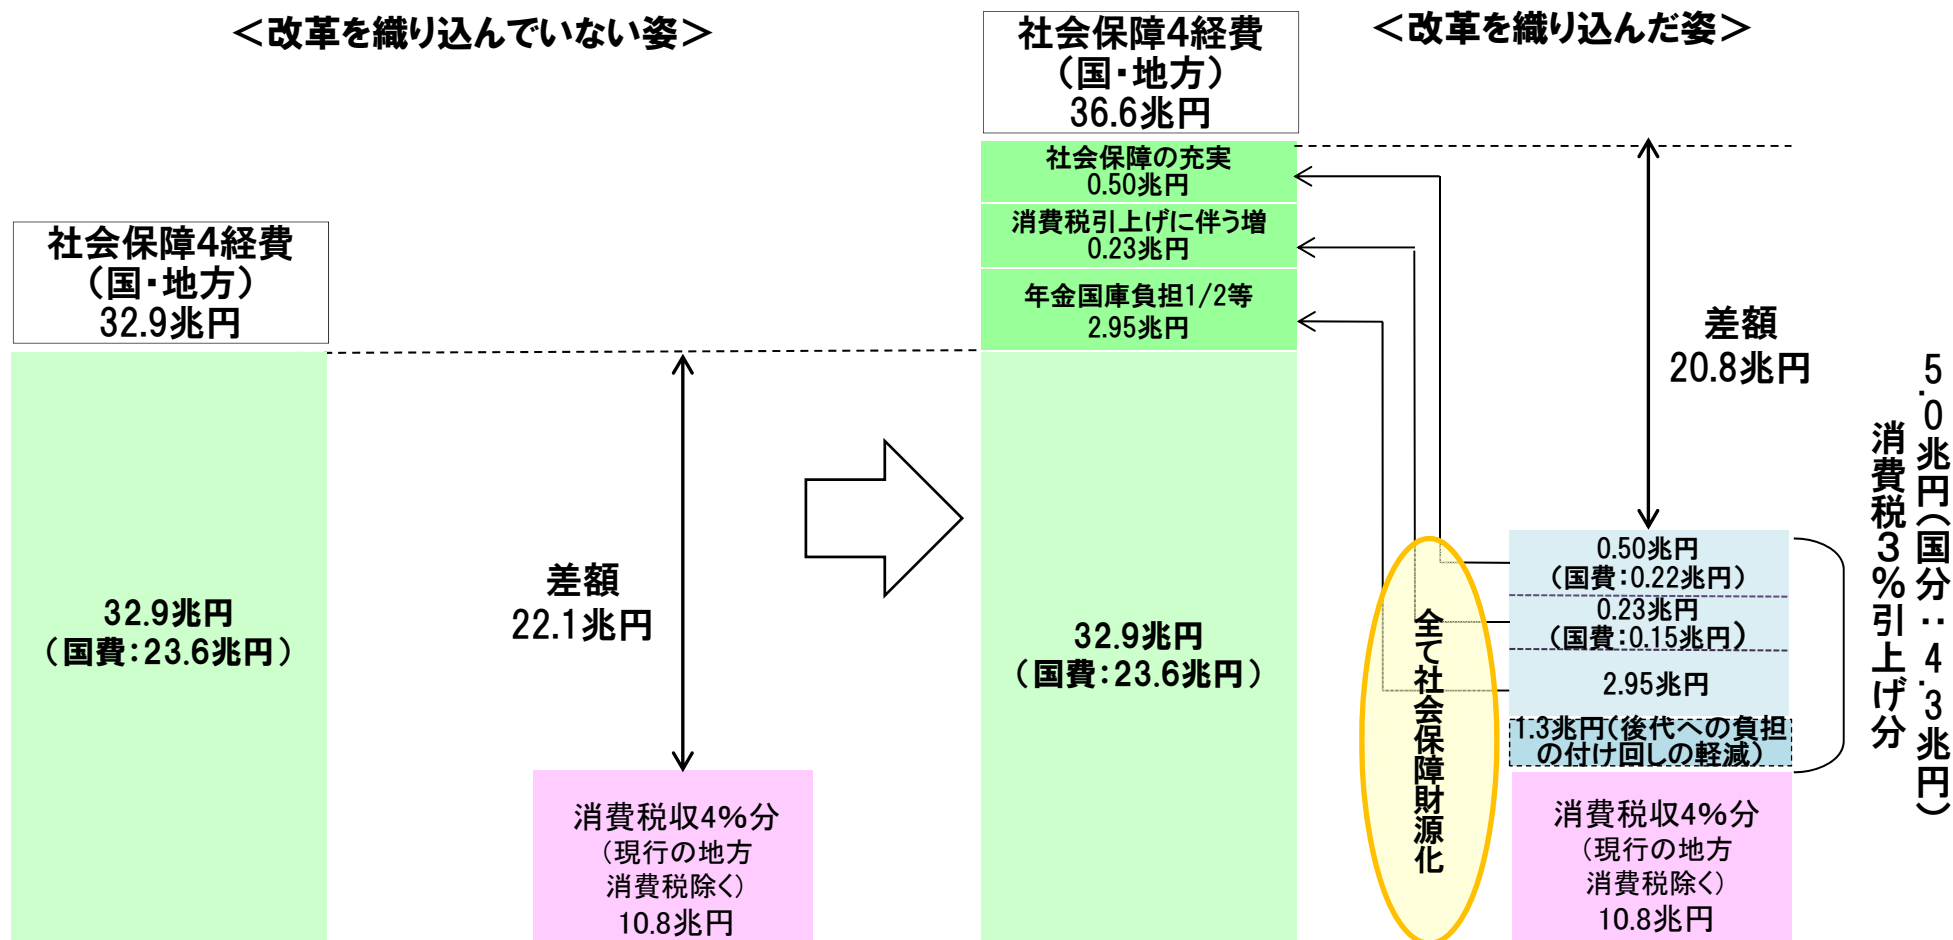 ＜改革を織り込んでいない姿＞
社会保障4経費
（国・地方）
32.9兆円
32.9兆円
（国費：23.6兆円）
差額
22.1兆円
消費税収4%分
（現行の地方
消費税除く）
10.8兆円
＜改革を織り込んだ姿＞
社会保障4経費
（国・地方）
36.6兆円
社会保障の充実
0.50兆円
消費税引上げに伴う増
0.23兆円
年金国庫負担1/2等
2.95兆円
32.9兆円
（国費：23.6兆円）
全て社会保障財源化
差額
20.8兆円
0.50兆円
（国費：0.22兆円）
0.23兆円
（国費：0.15兆円）
2.95兆円
1.3兆円（後代への負担
の付け回しの軽減）
消費税収4%分
（現行の地方
消費税除く）
10.8兆円
消費税３％引上げ分
5.0兆円（国分：4.3兆円）